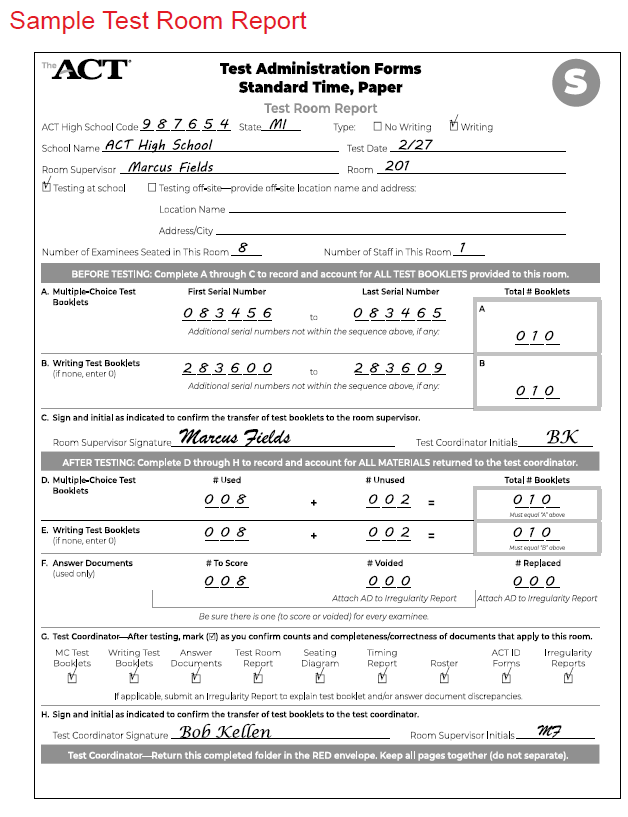 Sample Test Room Report
The ACT®
Test Administration Forms
Standard Time, Paper
S
Test Room Report
ACT High School Code 9 8 7 6 5 4 State MI Type: ☐ No Writing ☑ Writing
School Name ACT High School Test Date 2/27
Room Supervisor Marcus Fields Room 201
☑ Testing at school ☐ Testing off-site—provide off-site location name and address:
Location Name
Address/City
Number of Examinees Seated in This Room 8 Number of Staff in This Room 1
BEFORE TESTING: Complete A through C to record and account for ALL TEST BOOKLETS provided to this room.
A. Multiple-Choice Test Booklets First Serial Number Last Serial Number Total # Booklets
A
0 8 3 4 5 6 to 0 8 3 4 6 5 0 1 0
Additional serial numbers not within the sequence above, if any:
B. Writing Test Booklets B
(if none, enter 0) 2 8 3 6 0 0 to 2 8 3 6 0 9 0 1 0
Additional serial numbers not within the sequence above, if any:
C. Sign and initial as indicated to confirm the transfer of test booklets to the room supervisor.
Room Supervisor Signature Marcus Fields Test Coordinator Initials BK
AFTER TESTING: Complete D through H to record and account for ALL MATERIALS returned to the test coordinator.
D. Multiple-Choice Test Booklets # Used # Unused Total # Booklets
0 0 8 + 0 0 2 = 0 1 0
Must equal "A" above
E. Writing Test Booklets 0 0 8 + 0 0 2 = 0 1 0
(if none, enter 0) Must equal "B" above
F. Answer Documents # To Score # Voided # Replaced
(used only) 0 0 8 0 0 0 0 0 0
Attach AD to Irregularity Report Attach AD to Irregularity Report
Be sure there is one (to score or voided) for every examinee.
G. Test Coordinator—After testing, mark (☑) as you confirm counts and completeness/correctness of documents that apply to this room.
MC Test Booklets ☑ Writing Test Booklets ☑ Answer Documents ☑ Test Room Report ☑ Seating Diagram ☑ Timing Report ☑ Roster ☑ ACT ID Forms ☑ Irregularity Reports ☑
If applicable, submit an Irregularity Report to explain test booklet and/or answer document discrepancies.
H. Sign and initial as indicated to confirm the transfer of test booklets to the test coordinator.
Test Coordinator Signature Bob Kellen Room Supervisor Initials MF
Test Coordinator—Return this completed folder in the RED envelope. Keep all pages together (do not separate).